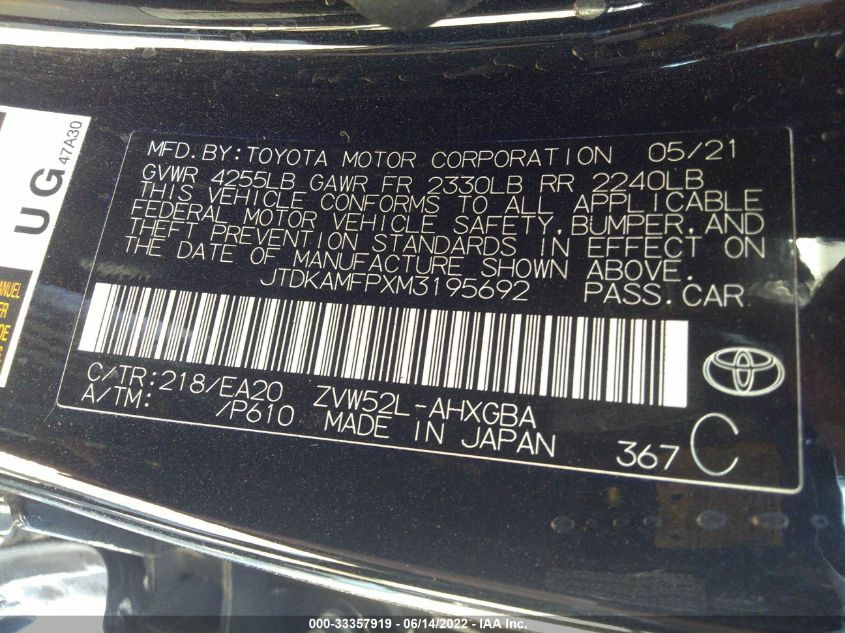 MFD.BY:TOYOTA MOTOR CORPORATION 05/21
GVWR 4255LB GAWR FR 2330LB RR 2240LB
THIS VEHICLE CONFORMS TO ALL APPLICABLE
FEDERAL MOTOR VEHICLE SAFETY,BUMPER,AND
THEFT PREVENTION STANDARDS IN EFFECT ON
THE DATE OF MANUFACTURE SHOWN ABOVE.
JTDKAMFPXM3195692 PASS.CAR
C/TR:218/EA20 ZVW52L-AHXGBA
A/TM: /P610 MADE IN JAPAN
367 C
UG
47A30
MANUEL
DE
000-33357919 - 06/14/2022 - IAA Inc.